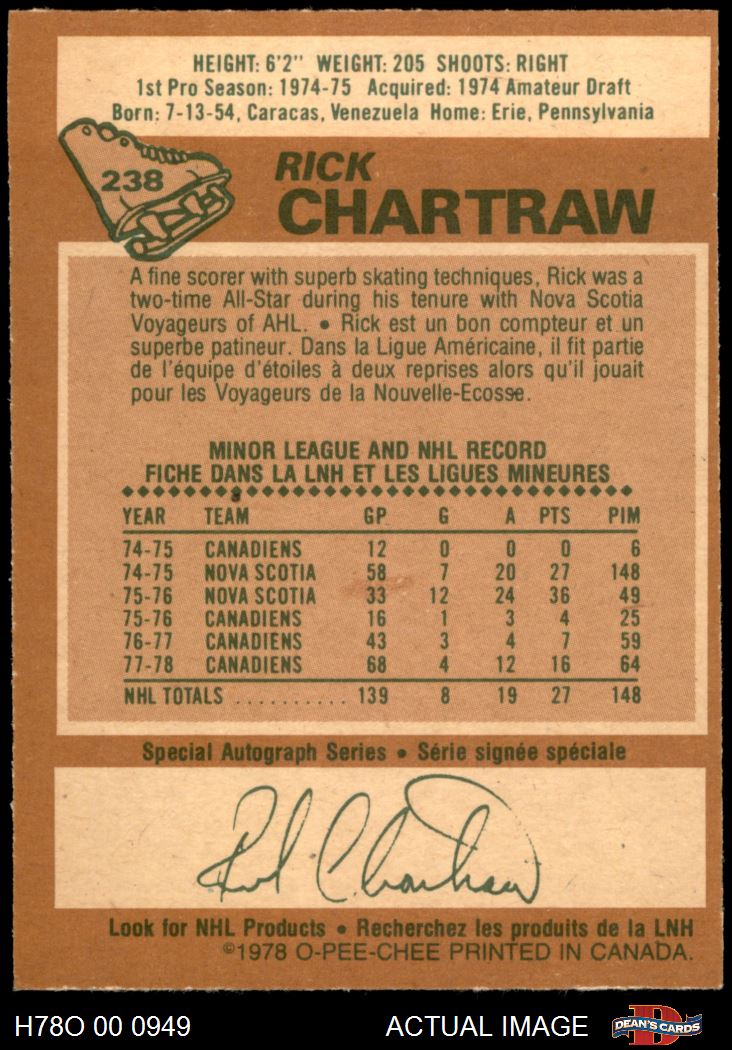 HEIGHT: 6'2" WEIGHT: 205 SHOOTS: RIGHT
1st Pro Season: 1974-75 Acquired: 1974 Amateur Draft
Born: 7-13-54, Caracas, Venezuela Home: Erie, Pennsylvania
238
RICK
CHARTRAW
A fine scorer with superb skating techniques, Rick was a
two-time All-Star during his tenure with Nova Scotia
Voyageurs of AHL. • Rick est un bon compteur et un
superbe patineur. Dans la Ligue Américaine, il fit partie
de l'équipe d'étoiles à deux reprises alors qu'il jouait
pour les Voyageurs de la Nouvelle-Ecosse.
MINOR LEAGUE AND NHL RECORD
FICHE DANS LA LNH ET LES LIGUES MINEURES
YEAR TEAM GP G A PTS PIM
74-75 CANADIENS 12 0 0 0 6
74-75 NOVA SCOTIA 58 7 20 27 148
75-76 NOVA SCOTIA 33 12 24 36 49
75-76 CANADIENS 16 1 3 4 25
76-77 CANADIENS 43 3 4 7 59
77-78 CANADIENS 68 4 12 16 64
NHL TOTALS .......... 139 8 19 27 148
Special Autograph Series • Série signée spéciale
Rick Chartraw
Look for NHL Products • Recherchez les produits de la LNH
©1978 O-PEE-CHEE PRINTED IN CANADA.
H78O 00 0949 ACTUAL IMAGE D DEAN'S CARDS